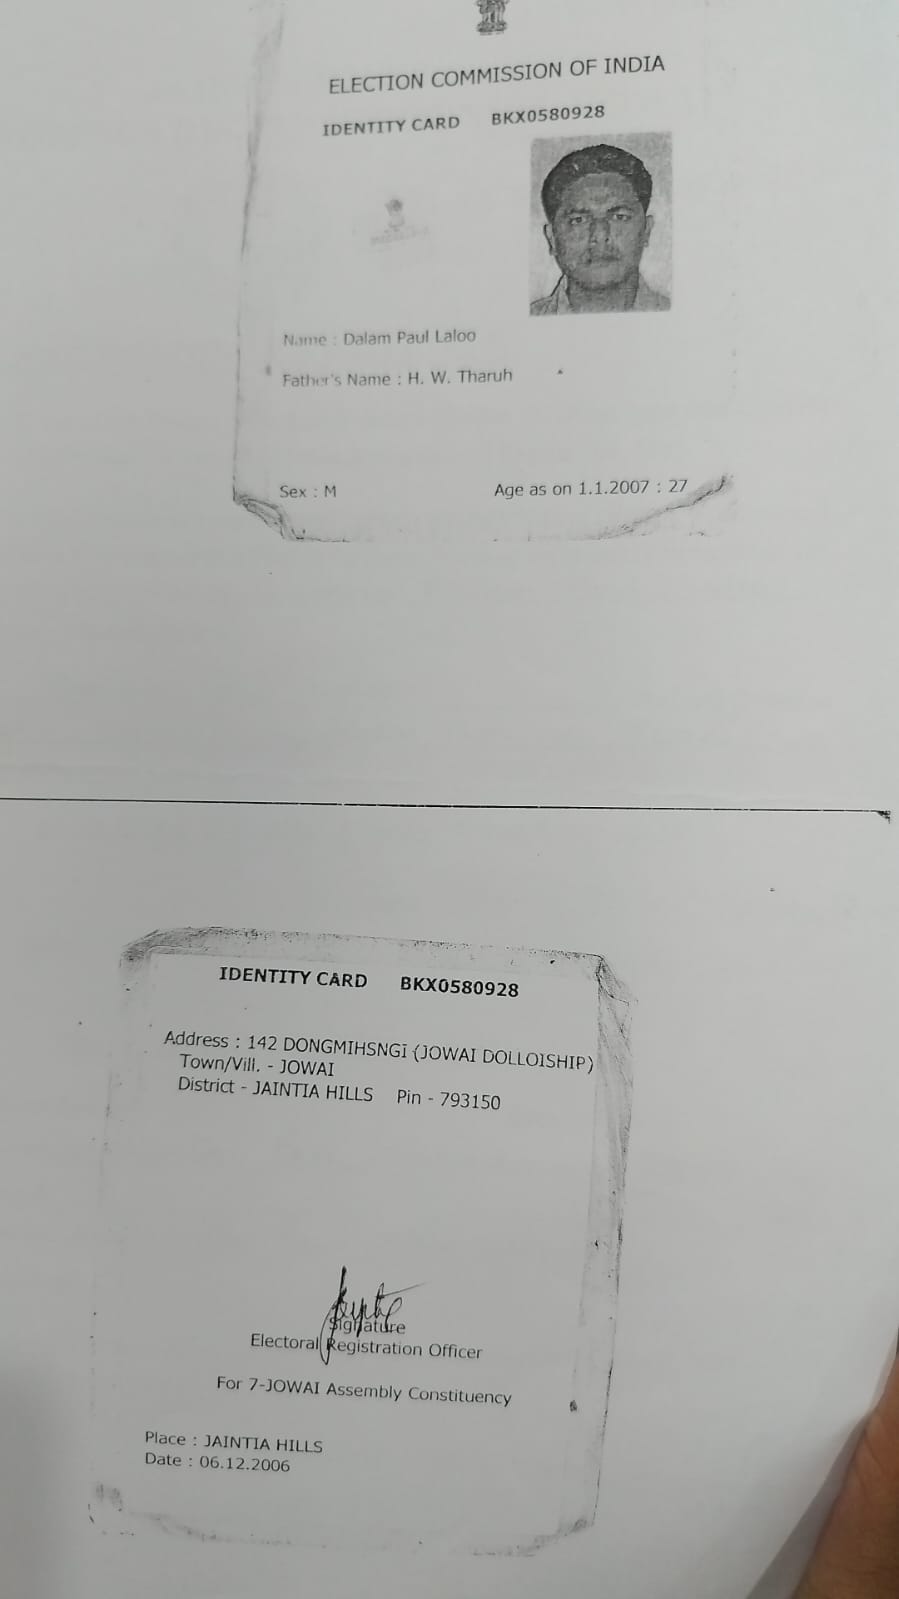 ELECTION COMMISSION OF INDIA
IDENTITY CARD BKX0580928
Name : Dalam Paul Laloo
Father's Name : H. W. Tharuh
Sex : M Age as on 1.1.2007 : 27
IDENTITY CARD BKX0580928
Address : 142 DONGMIHSNGI (JOWAI DOLLOISHIP)
Town/Vill. - JOWAI
District - JAINTIA HILLS Pin - 793150
Signature
Electoral Registration Officer
For 7-JOWAI Assembly Constituency
Place : JAINTIA HILLS
Date : 06.12.2006